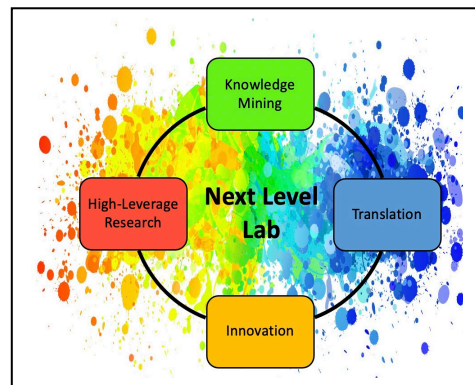 Knowledge
Mining
High-Leverage
Research
Next Level
Lab
Translation
Innovation